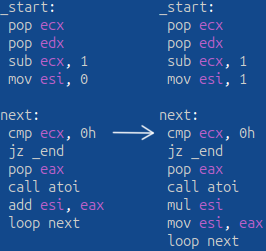 _start:
pop ecx
pop edx
sub ecx, 1
mov esi, 0
next:
cmp ecx, 0h
jz _end
pop eax
call atoi
add esi, eax
loop next
_start:
pop ecx
pop edx
sub ecx, 1
mov esi, 1
next:
cmp ecx, 0h
jz _end
pop eax
call atoi
mul esi
mov esi, eax
loop next